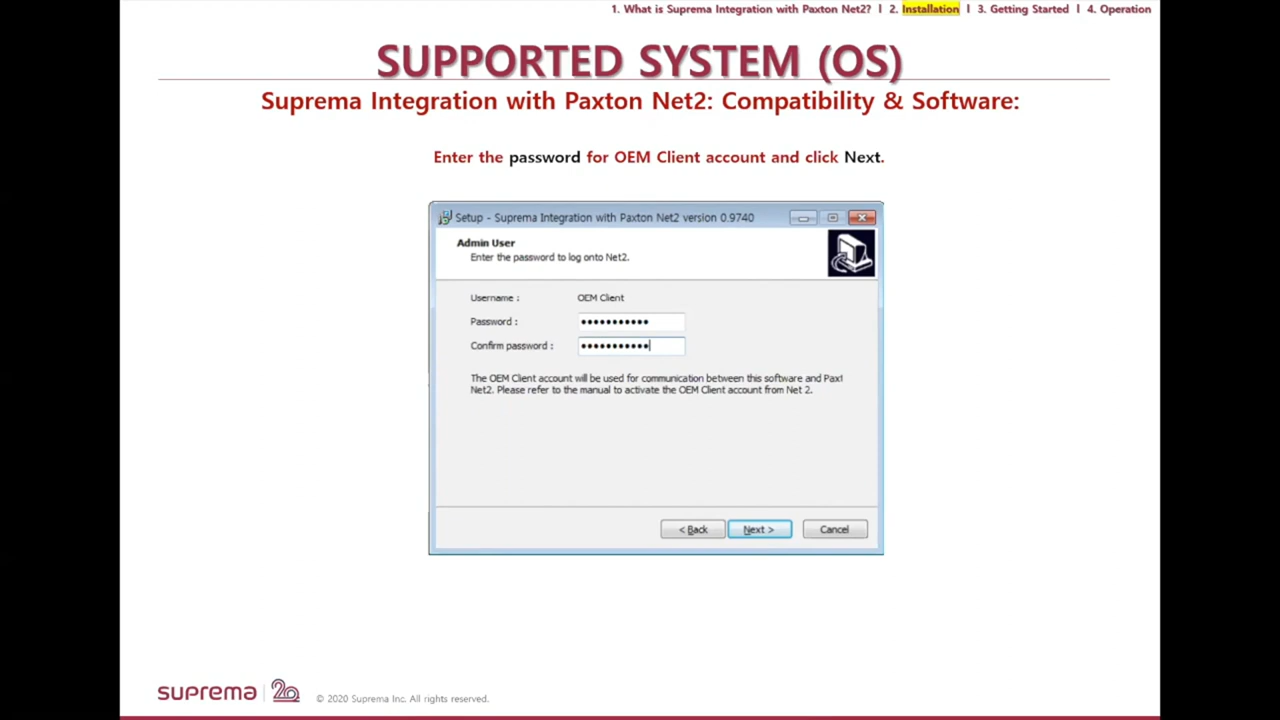 1. What is Suprema Integration with Paxton Net2? I 2. Installation I 3. Getting Started I 4. Operation
SUPPORTED SYSTEM (OS)
Suprema Integration with Paxton Net2: Compatibility & Software:
Enter the password for OEM Client account and click Next.
Setup - Suprema Integration with Paxton Net2 version 0.9740
Admin User
Enter the password to log onto Net2.
Username : OEM Client
Password : •••••••••••
Confirm password : •••••••••••
The OEM Client account will be used for communication between this software and Paxt
Net2. Please refer to the manual to activate the OEM Client account from Net 2.
< Back Next > Cancel
suprema 20 © 2020 Suprema Inc. All rights reserved.